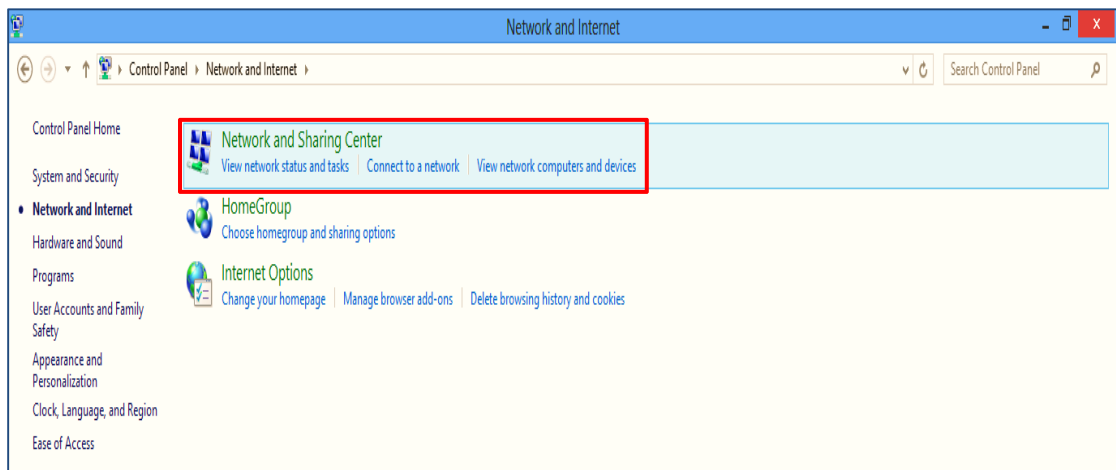 Network and Internet
Control Panel Network and Internet
Search Control Panel
Control Panel Home
System and Security
Network and Internet
Hardware and Sound
Programs
User Accounts and Family
Safety
Appearance and
Personalization
Clock, Language, and Region
Ease of Access
Network and Sharing Center
View network status and tasks Connect to a network View network computers and devices
HomeGroup
Choose homegroup and sharing options
Internet Options
Change your homepage Manage browser add-ons Delete browsing history and cookies